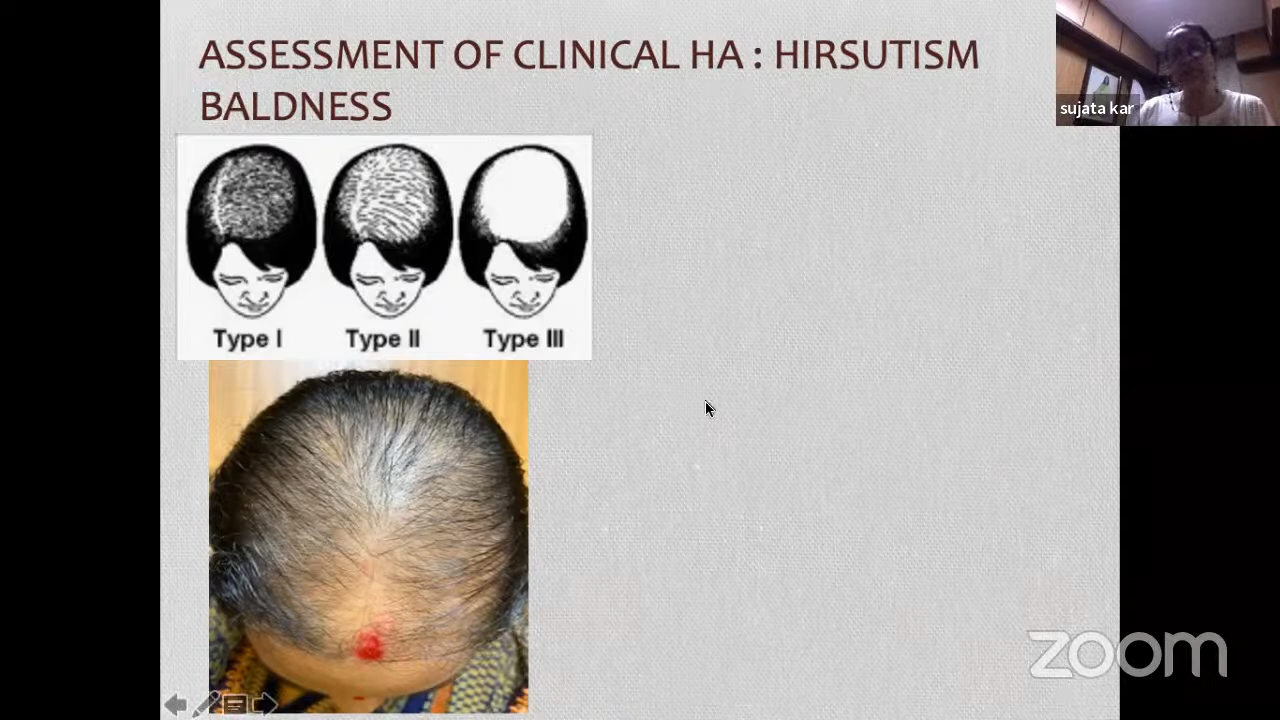 ASSESSMENT OF CLINICAL HA : HIRSUTISM
BALDNESS
sujata kar
Type I
Type II
Type III
zoom